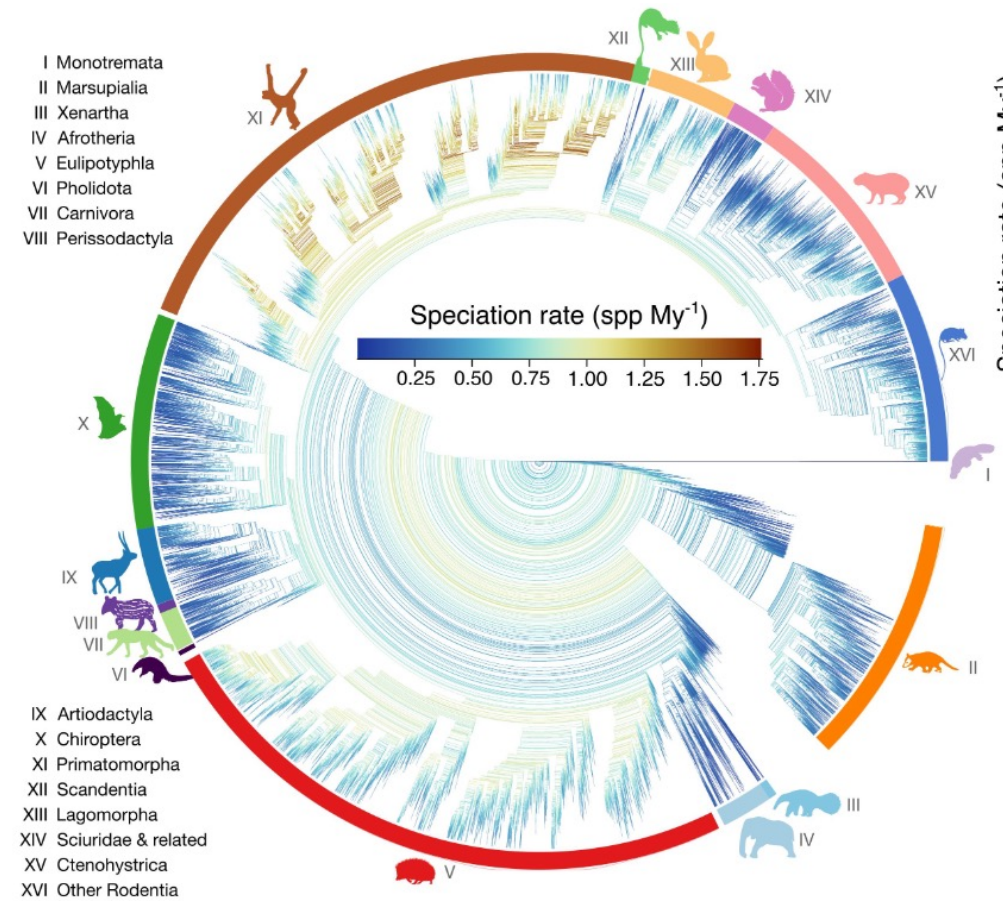 I Monotremata
II Marsupialia
III Xenartha
IV Afrotheria
V Eulipotyphla
VI Pholidota
VII Carnivora
VIII Perissodactyla
XII
XIII
XIV
XI
XV
Speciation rate (spp My⁻¹)
0.25 0.50 0.75 1.00 1.25 1.50 1.75
XVI
X
I
IX
VIII
VII
VI
II
III
IV
V
IX Artiodactyla
X Chiroptera
XI Primatomorpha
XII Scandentia
XIII Lagomorpha
XIV Sciuridae & related
XV Ctenohystrica
XVI Other Rodentia